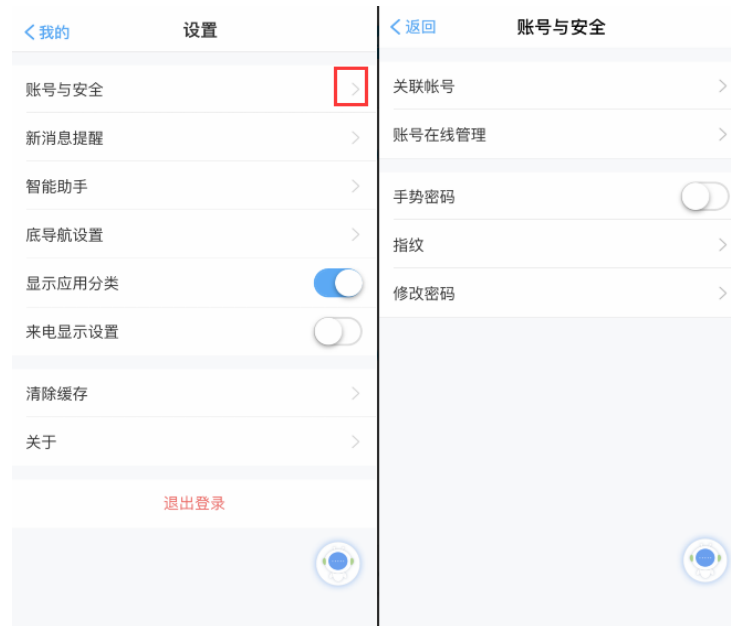 我的
设置
账号与安全
新消息提醒
智能助手
底导航设置
显示应用分类
来电显示设置
清除缓存
关于
退出登录
返回
账号与安全
关联帐号
账号在线管理
手势密码
指纹
修改密码